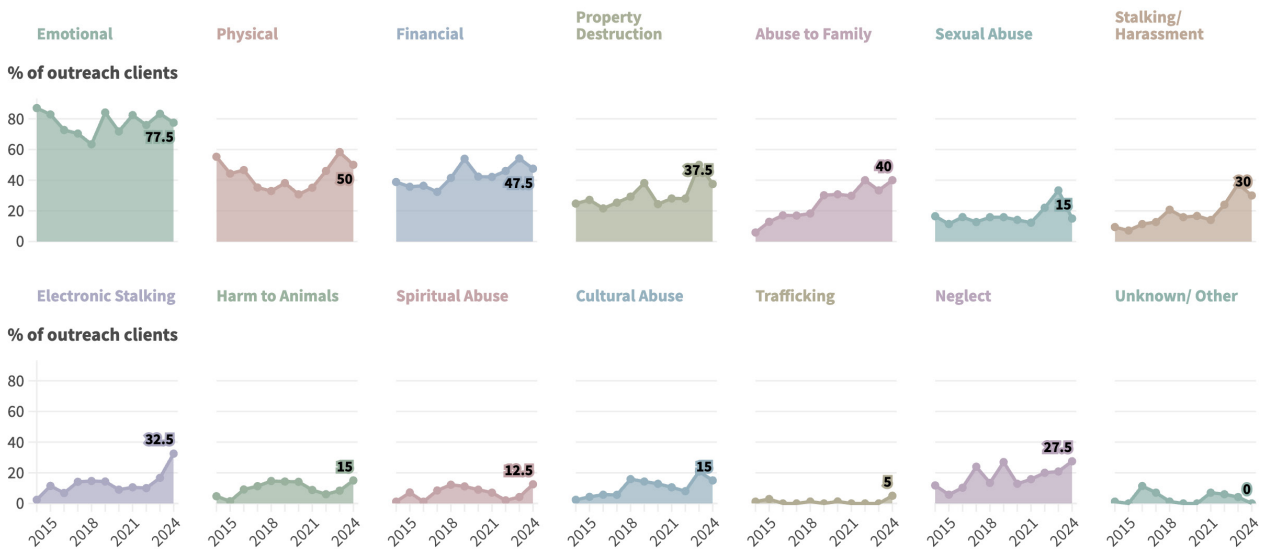 Emotional
Physical
Financial
Property
Destruction
Abuse to Family
Sexual Abuse
Stalking/
Harassment
% of outreach clients
80
60
40
20
0
77.5
50
47.5
37.5
40
15
30
Electronic Stalking
Harm to Animals
Spiritual Abuse
Cultural Abuse
Trafficking
Neglect
Unknown/ Other
% of outreach clients
80
60
40
20
0
32.5
15
12.5
15
5
27.5
0
2015 2018 2021 2024
2015 2018 2021 2024
2015 2018 2021 2024
2015 2018 2021 2024
2015 2018 2021 2024
2015 2018 2021 2024
2015 2018 2021 2024